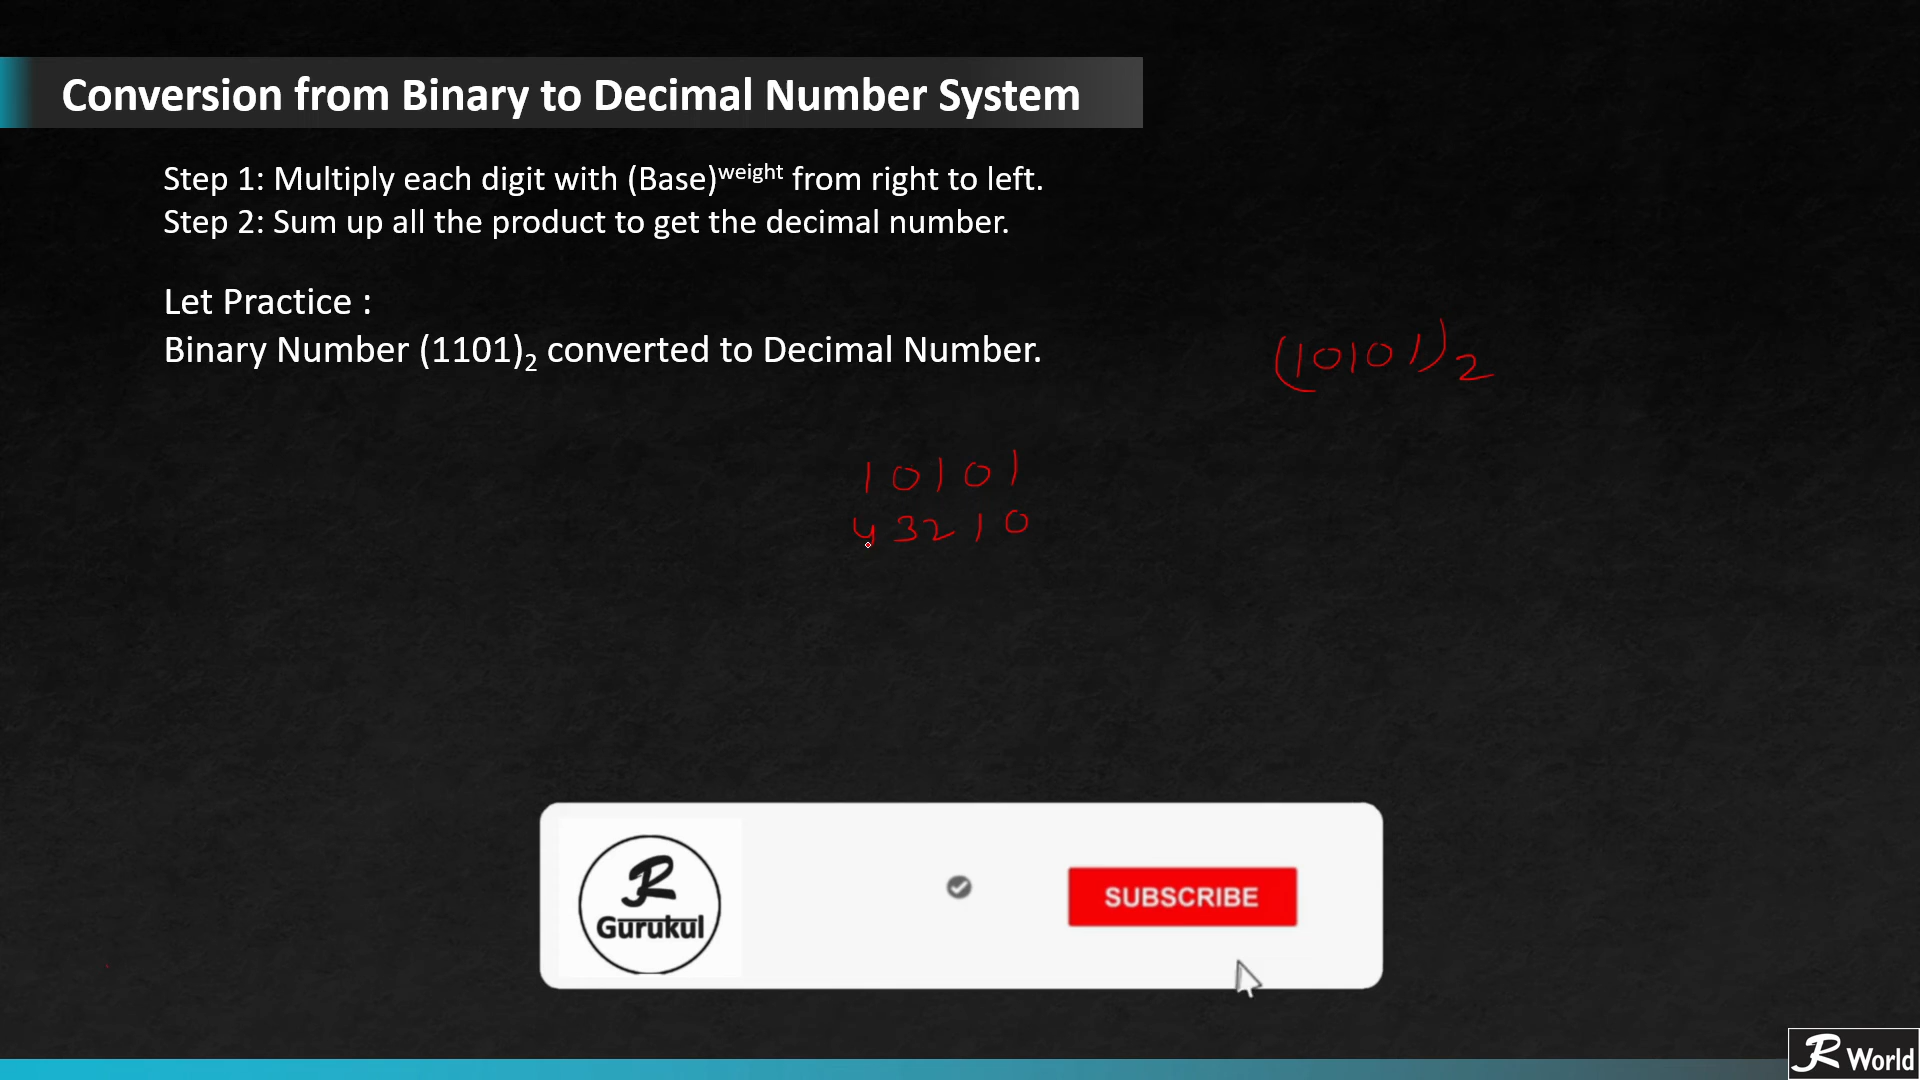 Conversion from Binary to Decimal Number System
Step 1: Multiply each digit with (Base)weight from right to left.
Step 2: Sum up all the product to get the decimal number.
Let Practice :
Binary Number (1101)2 converted to Decimal Number.
(10101)2
10101
43210
R
Gurukul
SUBSCRIBE
JR World